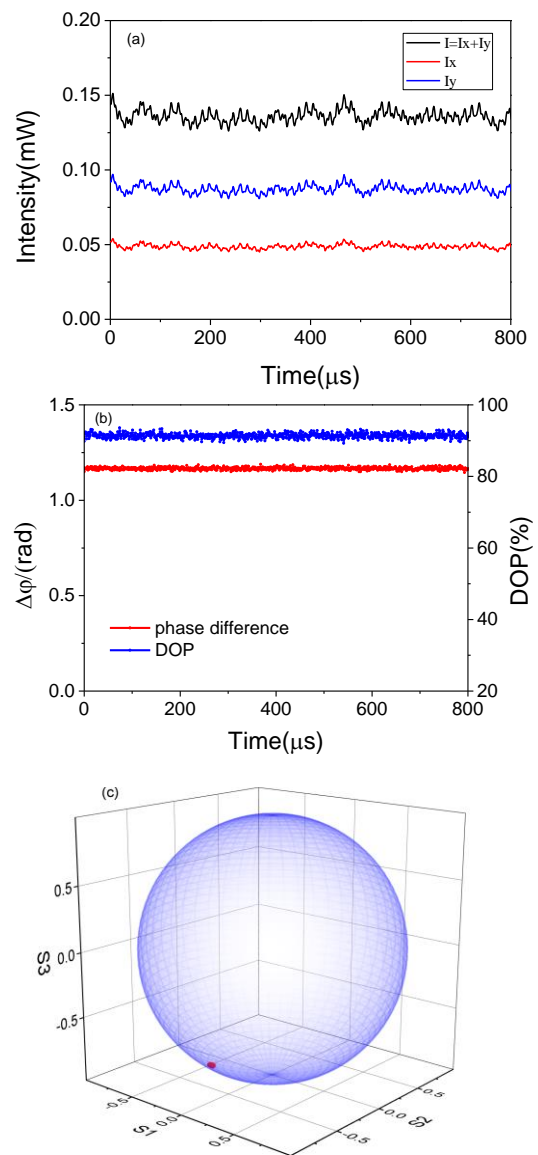 (a)
I=Ix+Iy
Ix
Iy
0.20
0.15
0.10
0.05
0.00
Intensity(mW)
0 200 400 600 800
Time(μs)
(b)
1.5
1.0
0.5
0.0
Δφ/(rad)
100
80
60
40
20
DOP(%)
phase difference
DOP
0 200 400 600 800
Time(μs)
(c)
0.5
0.0
-0.5
S3
-0.5
0.0
0.5
S1
-0.5
0.0
0.5
S2